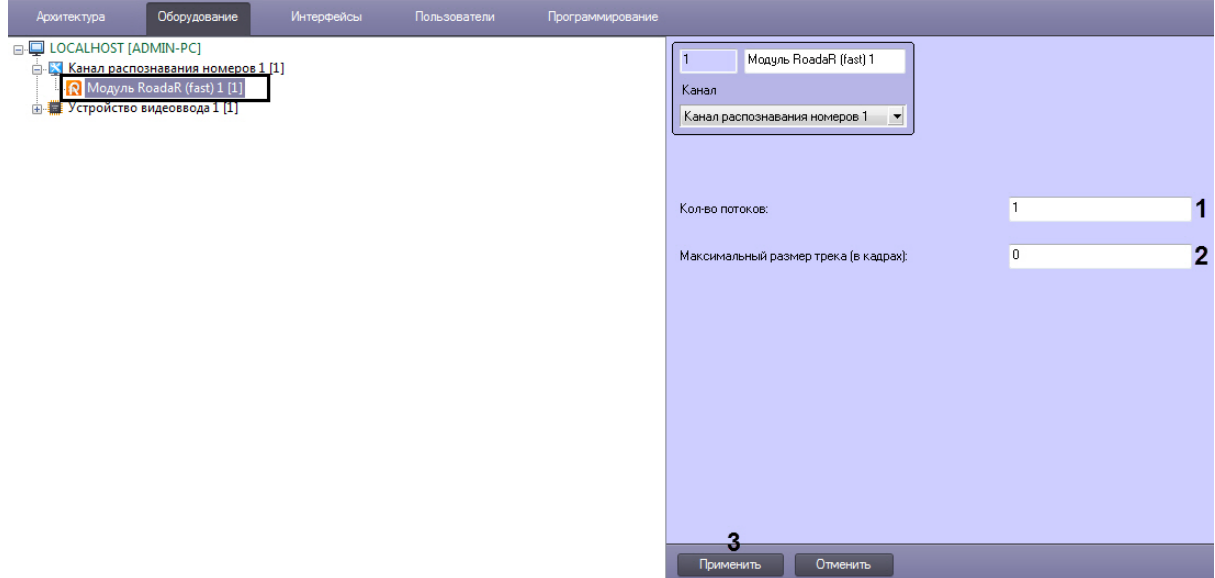 Архитектура Оборудование Интерфейсы Пользователи Программирование
LOCALHOST [ADMIN-PC]
Канал распознавания номеров 1 [1]
Модуль RoadaR (fast) 1 [1]
Устройство видеоввода 1 [1]
1 Модуль RoadaR (fast) 1
Канал
Канал распознавания номеров 1
Кол-во потоков: 1 1
Максимальный размер трека (в кадрах): 0 2
3
Применить Отменить